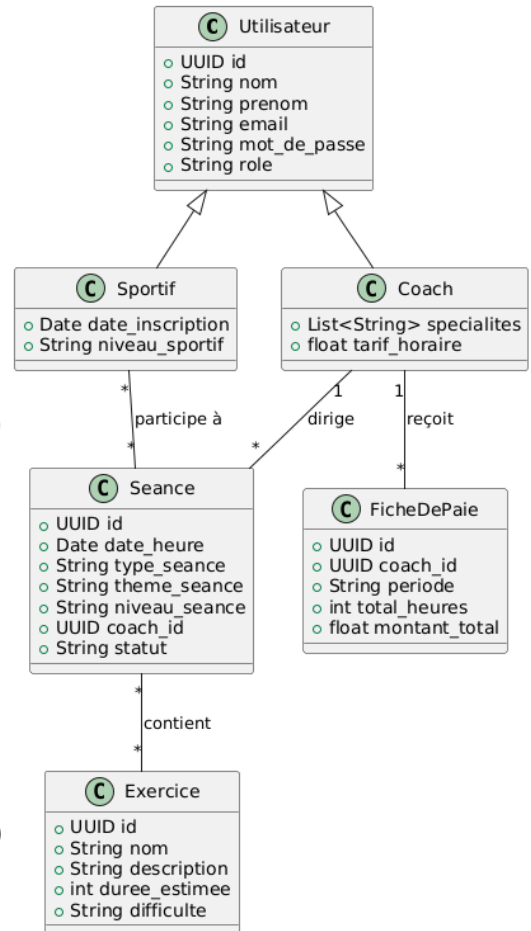 C Utilisateur
UUID id
String nom
String prenom
String email
String mot_de_passe
String role
C Sportif
Date date_inscription
String niveau_sportif
C Coach
List<String> specialites
float tarif_horaire
*
participe à
*
1
dirige
*
1
reçoit
*
C Seance
UUID id
Date date_heure
String type_seance
String theme_seance
String niveau_seance
UUID coach_id
String statut
C FicheDePaie
UUID id
UUID coach_id
String periode
int total_heures
float montant_total
*
contient
*
C Exercice
UUID id
String nom
String description
int duree_estimee
String difficulte